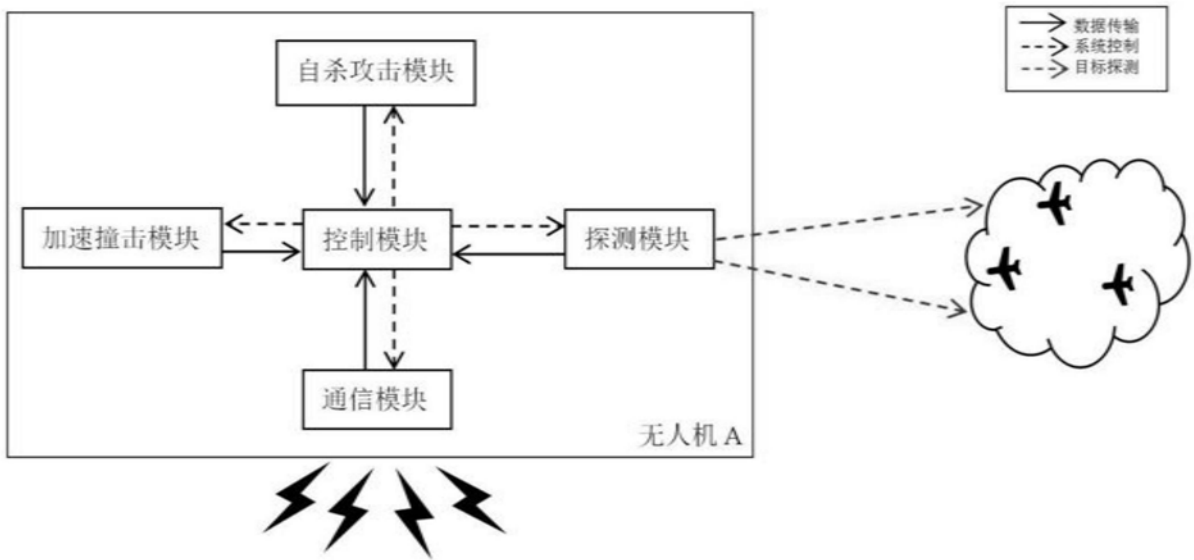 数据传输
系统控制
目标探测
自杀攻击模块
加速撞击模块
控制模块
探测模块
通信模块
无人机 A